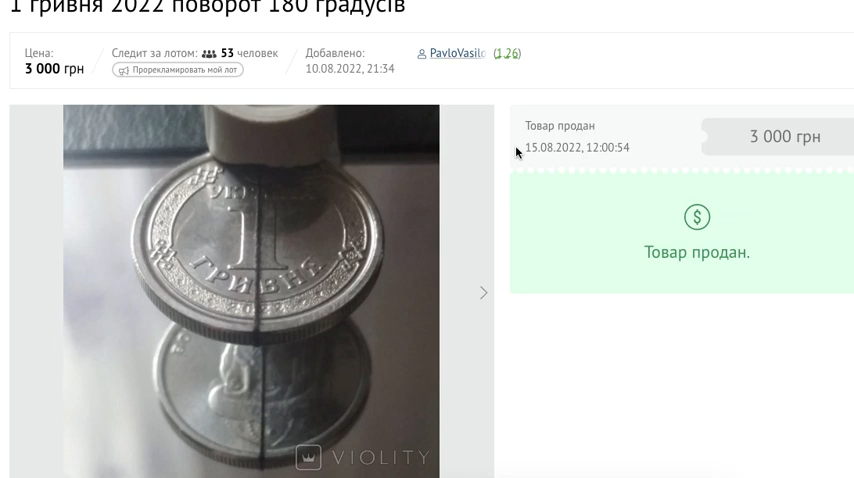 1 гривня 2022 поворот 180 градусів
Цена:
3 000 грн
Следит за лотом: 53 человек
Прорекламировать мой лот
Добавлено:
10.08.2022, 21:34
PavloVasilc (1.26)
Товар продан
15.08.2022, 12:00:54
3 000 грн
1
ГРИВНЯ
2022
Товар продан.
VIOLITY